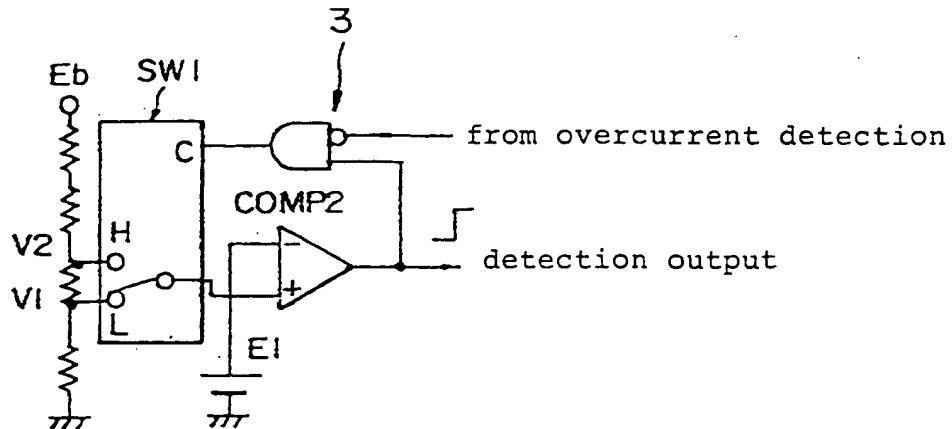 3
Eb
SW1
from overcurrent detection
C
COMP2
V2
H
−
detection output
V1
+
L
E1